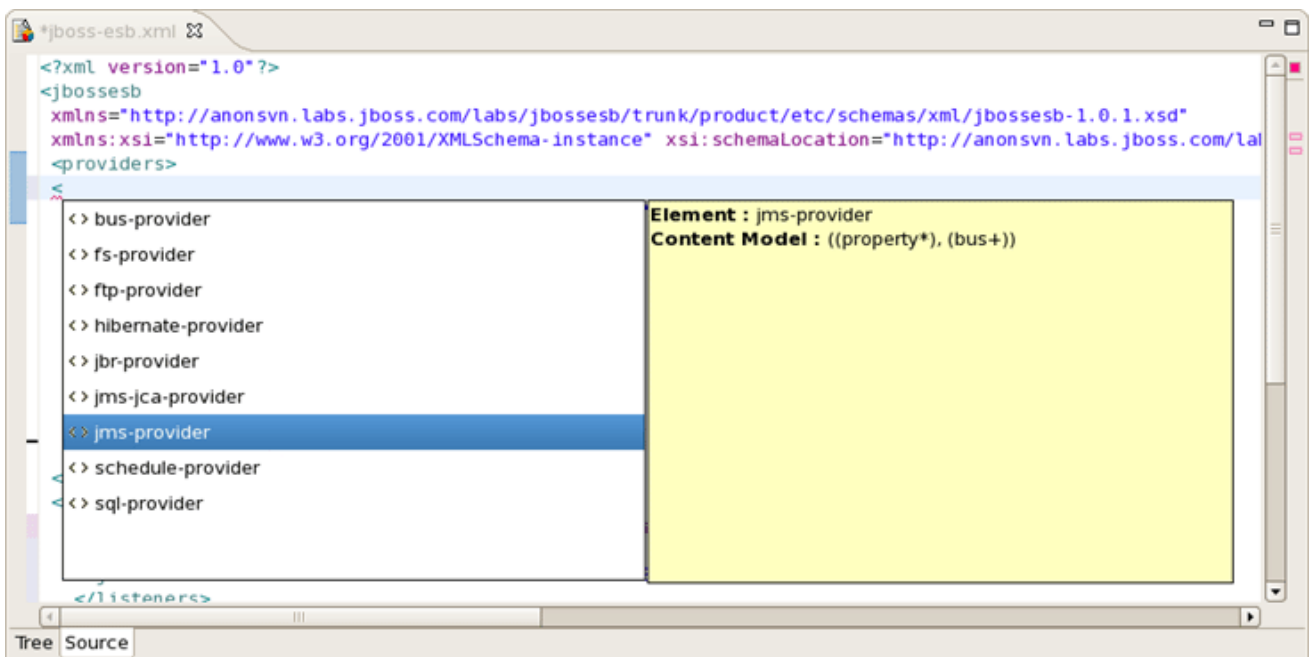 *jboss-esb.xml
<?xml version="1.0"?>
<jbossesb
xmlns="http://anonsvn.labs.jboss.com/labs/jbossesb/trunk/product/etc/schemas/xml/jbossesb-1.0.1.xsd"
xmlns:xsi="http://www.w3.org/2001/XMLSchema-instance" xsi:schemaLocation="http://anonsvn.labs.jboss.com/lab
<providers>
<
<> bus-provider
<> fs-provider
<> ftp-provider
<> hibernate-provider
<> jbr-provider
<> jms-jca-provider
<> jms-provider
<> schedule-provider
<> sql-provider
Element : jms-provider
Content Model : ((property*), (bus+))
<
<
</listeners>
Tree Source